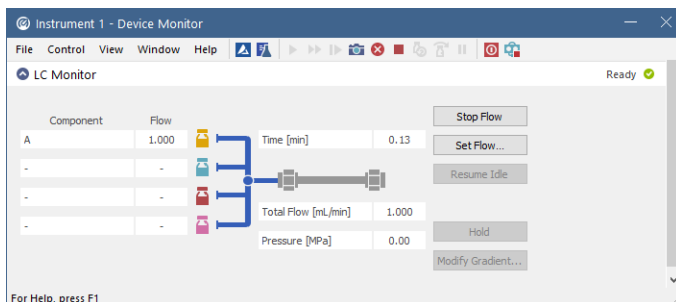 Instrument 1 - Device Monitor
File Control View Window Help
LC Monitor Ready
Component Flow
A 1.000
- -
- -
- -
Time [min] 0.13
Total Flow [mL/min] 1.000
Pressure [MPa] 0.00
Stop Flow
Set Flow...
Resume Idle
Hold
Modify Gradient...
For Help, press F1